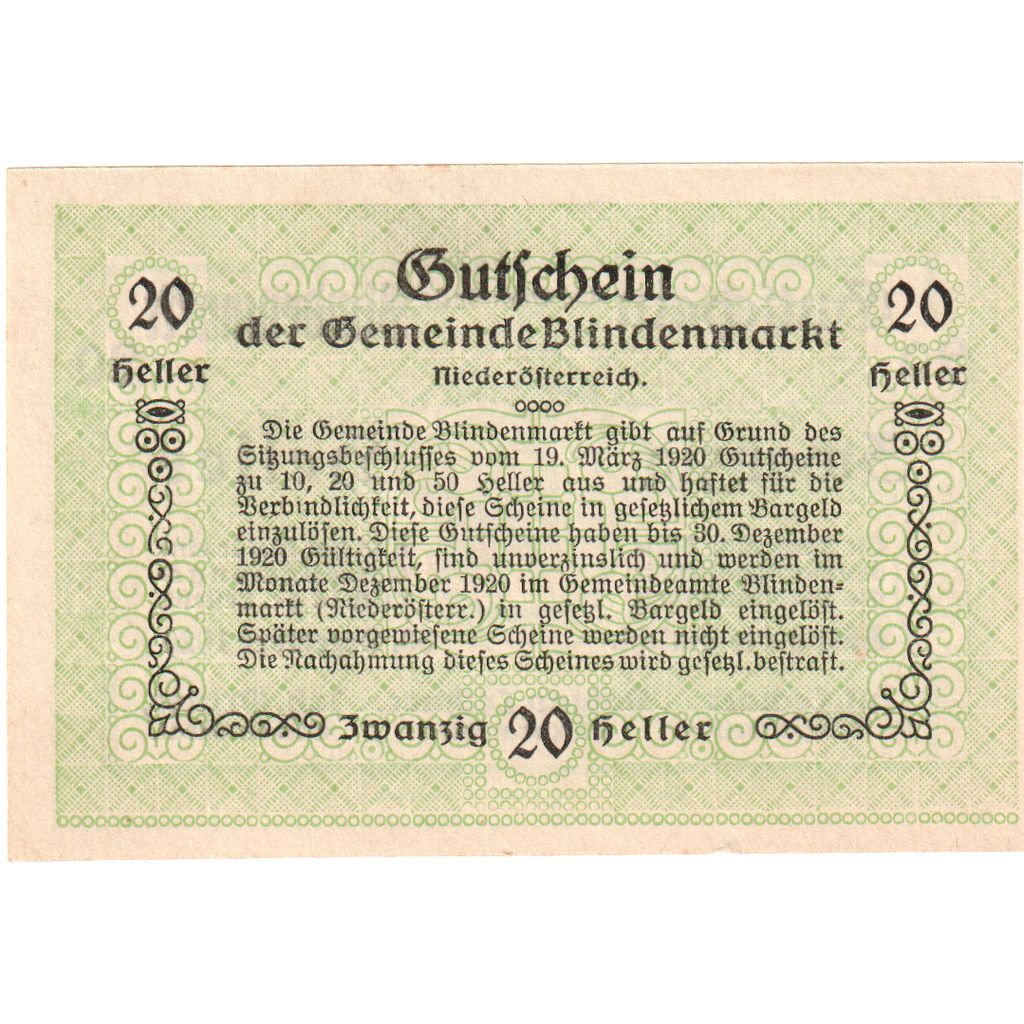 Gutschein
20 der Gemeinde Blindenmarkt 20
Heller Niederösterreich. Heller
Die Gemeinde Blindenmarkt gibt auf Grund des
Sitzungsbeschlusses vom 19. März 1920 Gutscheine
zu 10, 20 und 50 Heller aus und haftet für die
Verbindlichkeit, diese Scheine in gesetzlichem Bargeld
einzulösen. Diese Gutscheine haben bis 30. Dezember
1920 Gültigkeit, sind unverzinslich und werden im
Monate Dezember 1920 im Gemeindeamte Blinden=
markt (Niederösterr.) in gesetzl. Bargeld eingelöst.
Später vorgewiesene Scheine werden nicht eingelöst.
Die Nachahmung dieses Scheines wird gesetzl. bestraft.
Zwanzig 20 Heller